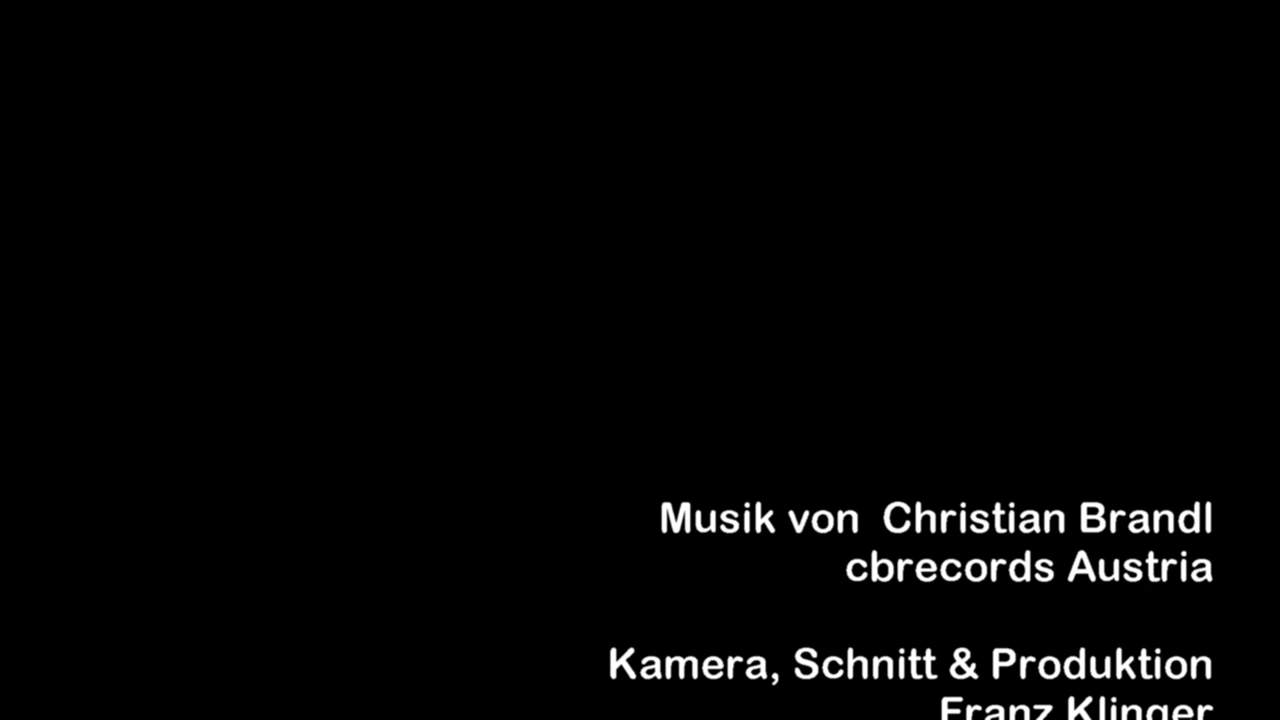 Musik von  Christian Brandl
cbrecords Austria
Kamera, Schnitt & Produktion
Franz Klinger